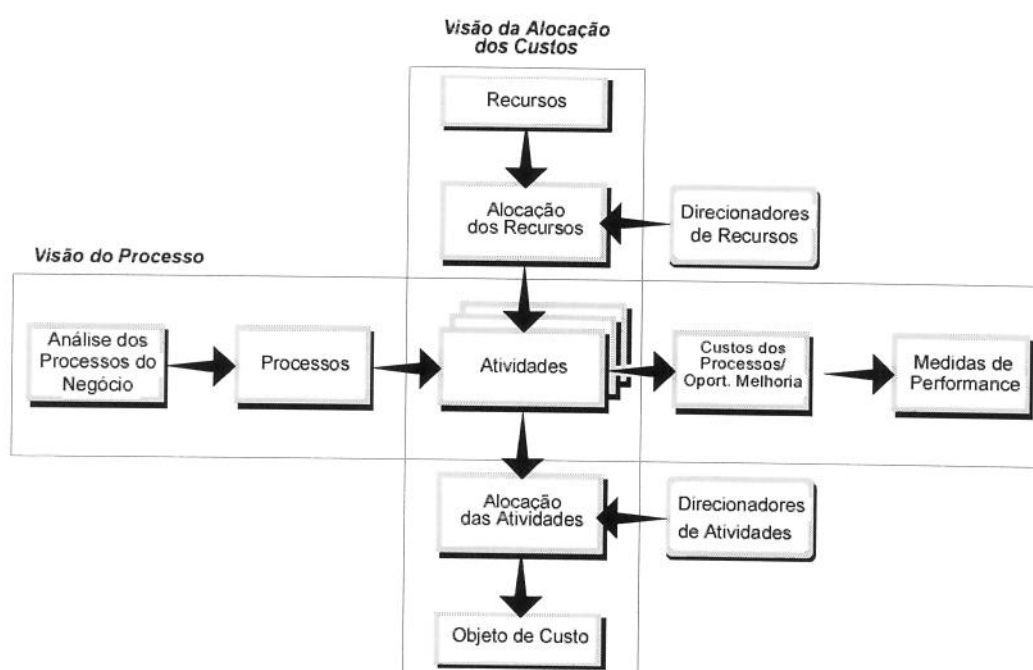 Visão da Alocação
dos Custos
Recursos
Alocação
dos Recursos
Direcionadores
de Recursos
Visão do Processo
Análise dos
Processos do
Negócio
Processos
Atividades
Custos dos
Processos/
Oport. Melhoria
Medidas de
Performance
Alocação
das Atividades
Direcionadores
de Atividades
Objeto de Custo